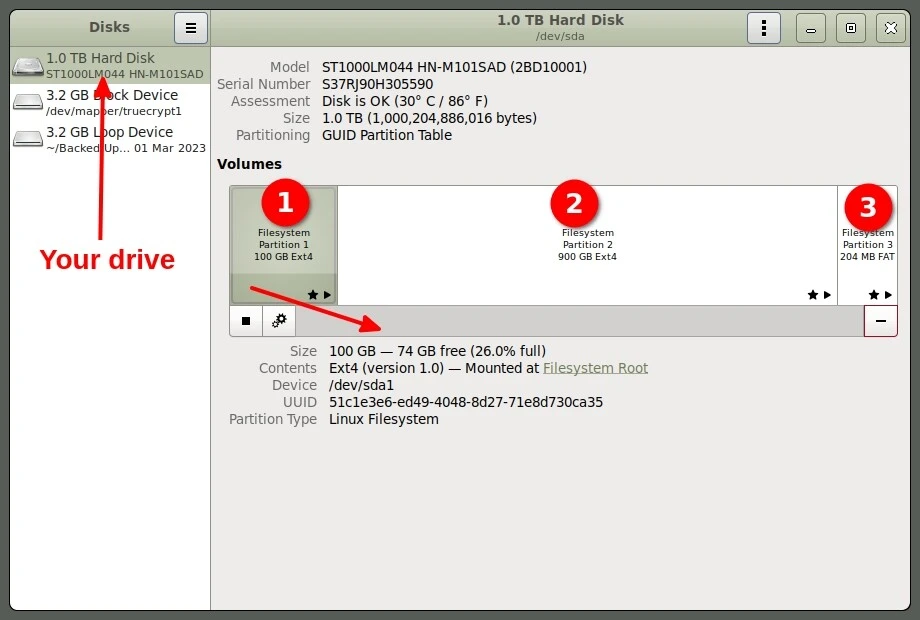 Disks
1.0 TB Hard Disk
/dev/sda
1.0 TB Hard Disk
ST1000LM044 HN-M101SAD
3.2 GB Block Device
/dev/mapper/truecrypt1
3.2 GB Loop Device
~/Backed Up... 01 Mar 2023
Your drive
Model ST1000LM044 HN-M101SAD (2BD10001)
Serial Number S37RJ90H305590
Assessment Disk is OK (30° C / 86° F)
Size 1.0 TB (1,000,204,886,016 bytes)
Partitioning GUID Partition Table
Volumes
1
Filesystem
Partition 1
100 GB Ext4
2
Filesystem
Partition 2
900 GB Ext4
3
Filesystem
Partition 3
204 MB FAT
Size 100 GB — 74 GB free (26.0% full)
Contents Ext4 (version 1.0) — Mounted at Filesystem Root
Device /dev/sda1
UUID 51c1e3e6-ed49-4048-8d27-71e8d730ca35
Partition Type Linux Filesystem